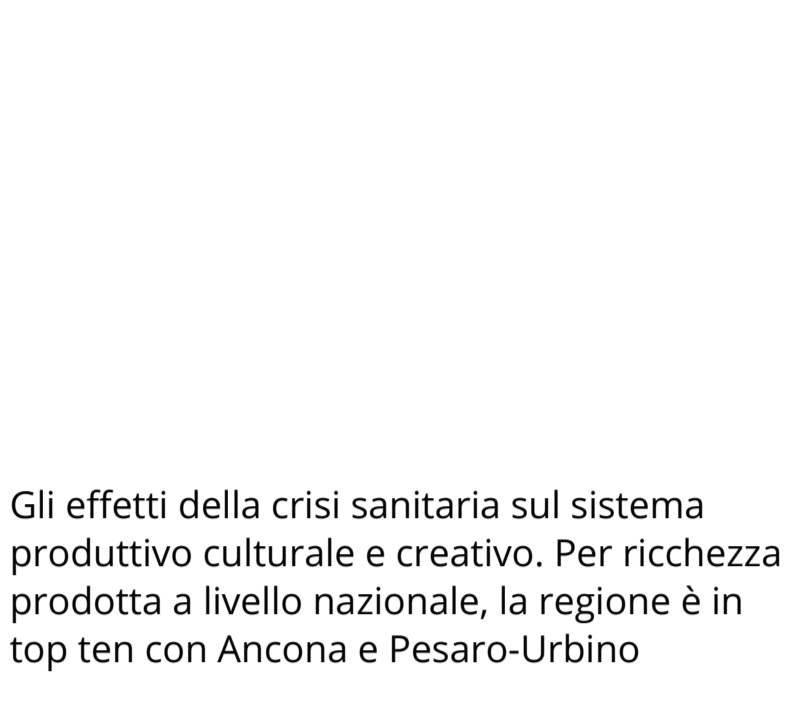 Gli effetti della crisi sanitaria sul sistema
produttivo culturale e creativo. Per ricchezza
prodotta a livello nazionale, la regione è in
top ten con Ancona e Pesaro-Urbino